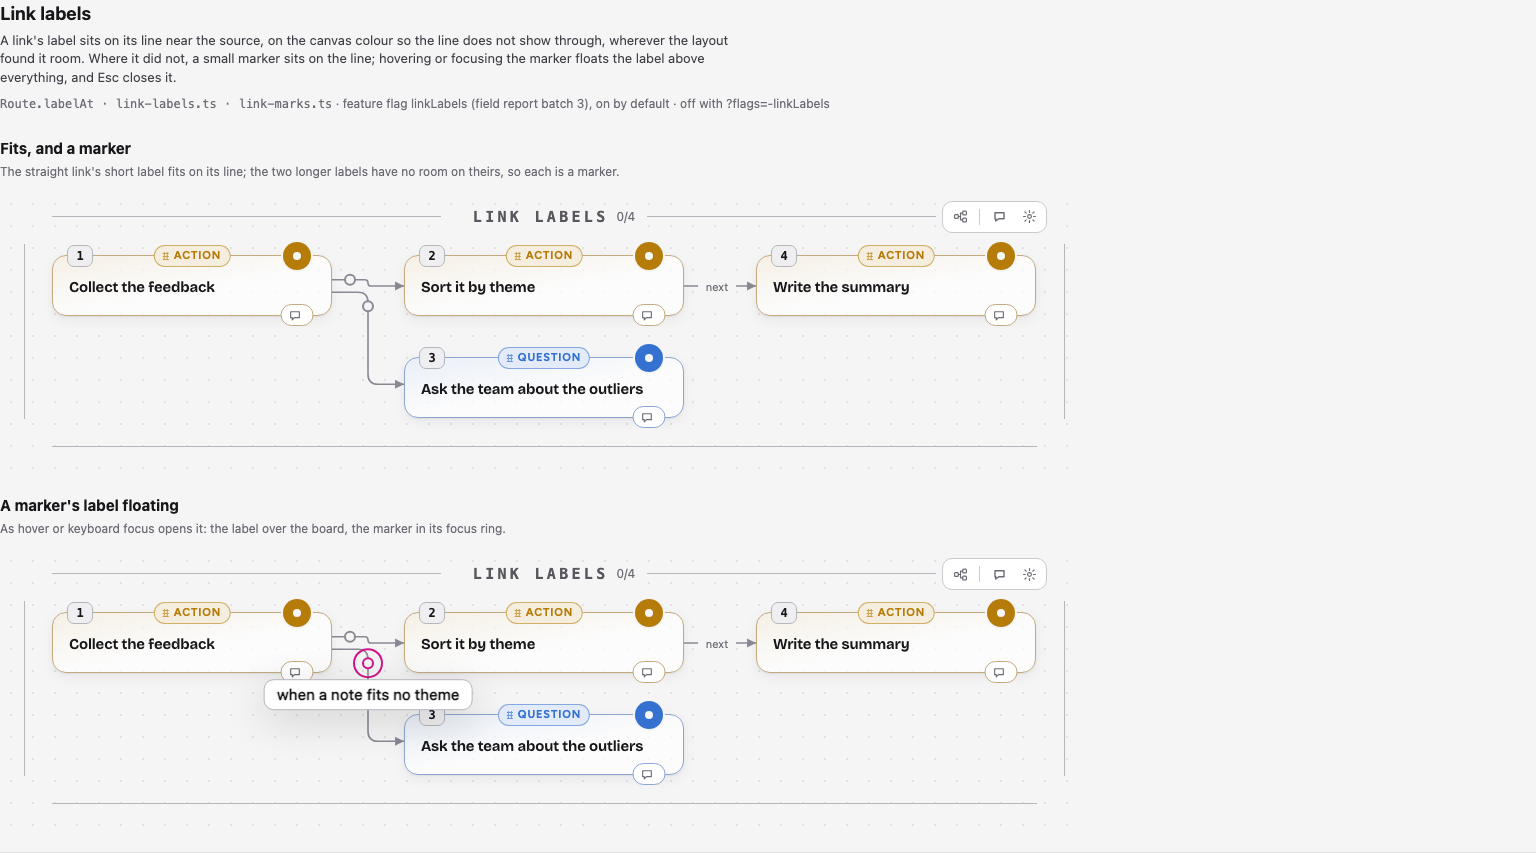 Link labels
A link's label sits on its line near the source, on the canvas colour so the line does not show through, wherever the layout
found it room. Where it did not, a small marker sits on the line; hovering or focusing the marker floats the label above
everything, and Esc closes it.
Route.labelAt · link-labels.ts · link-marks.ts · feature flag linkLabels (field report batch 3), on by default · off with ?flags=-linkLabels
Fits, and a marker
The straight link's short label fits on its line; the two longer labels have no room on theirs, so each is a marker.
LINK LABELS 0/4
1 ACTION
Collect the feedback
2 ACTION
Sort it by theme
next
4 ACTION
Write the summary
3 QUESTION
Ask the team about the outliers
A marker's label floating
As hover or keyboard focus opens it: the label over the board, the marker in its focus ring.
LINK LABELS 0/4
1 ACTION
Collect the feedback
2 ACTION
Sort it by theme
next
4 ACTION
Write the summary
when a note fits no theme
3 QUESTION
Ask the team about the outliers